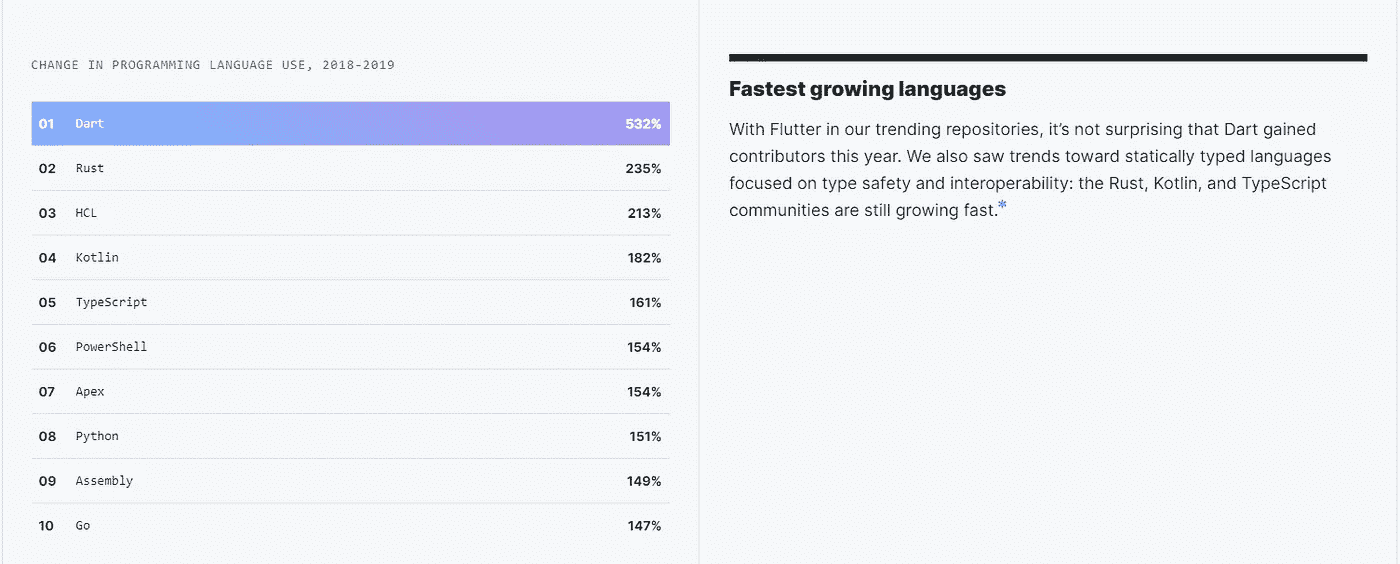 CHANGE IN PROGRAMMING LANGUAGE USE, 2018-2019
01 Dart 532%
02 Rust 235%
03 HCL 213%
04 Kotlin 182%
05 TypeScript 161%
06 PowerShell 154%
07 Apex 154%
08 Python 151%
09 Assembly 149%
10 Go 147%
Fastest growing languages
With Flutter in our trending repositories, it’s not surprising that Dart gained
contributors this year. We also saw trends toward statically typed languages
focused on type safety and interoperability: the Rust, Kotlin, and TypeScript
communities are still growing fast.*